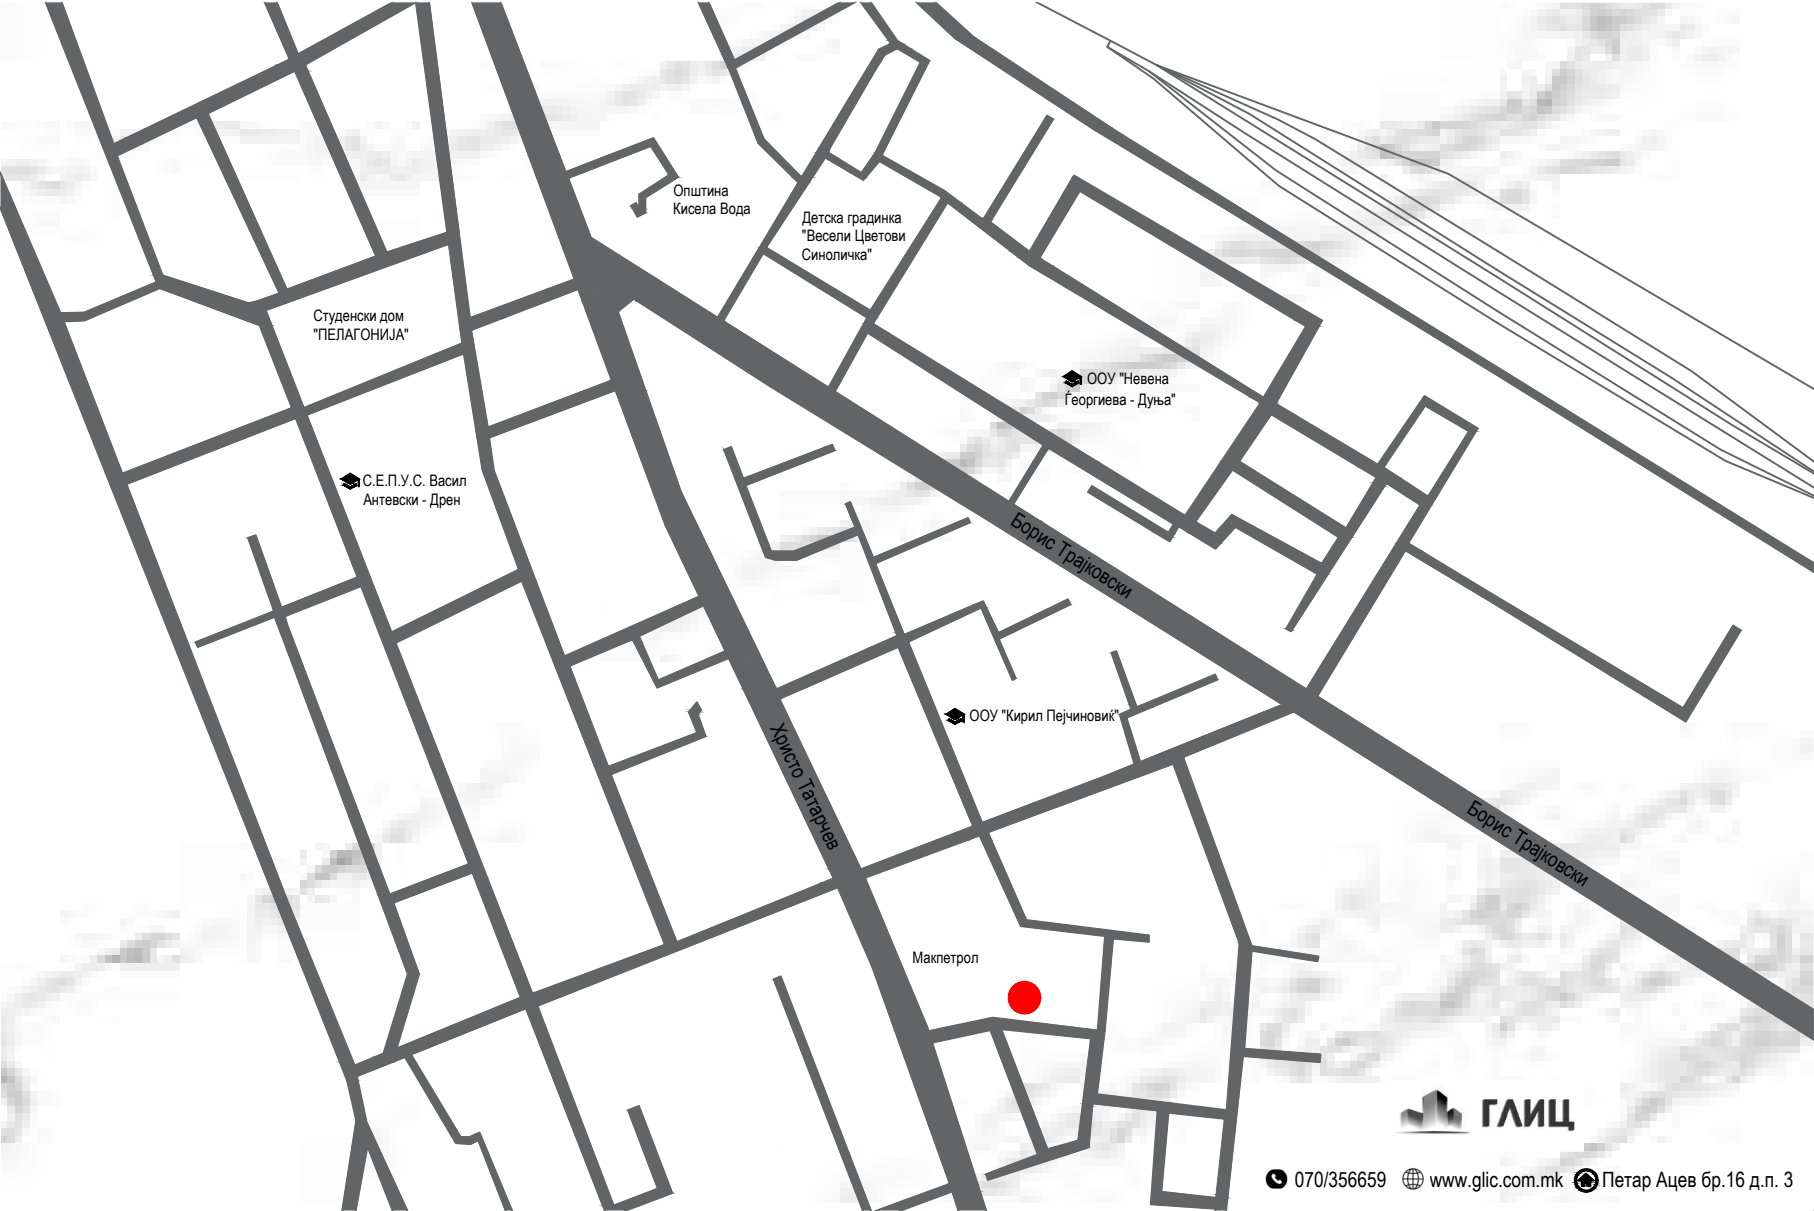 Општина
Кисела Вода
Детска градинка
"Весели Цветови
Синоличка"
Студенски дом
"ПЕЛАГОНИЈА"
ООУ "Невена
Ѓеоргиева - Дуња"
С.Е.П.У.С. Васил
Антевски - Дрен
Борис Трајковски
ООУ "Кирил Пејчиновиќ"
Христо Татарчев
Борис Трајковски
Макпетрол
ГЛИЦ
070/356659 www.glic.com.mk Петар Ацев бр.16 д.п. 3